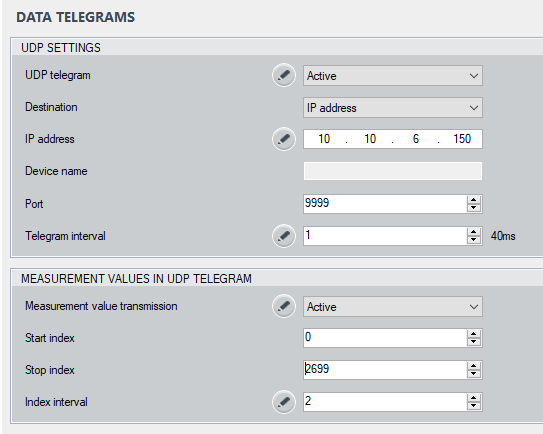 DATA TELEGRAMS
UDP SETTINGS
UDP telegram Active
Destination IP address
IP address 10 . 10 . 6 . 150
Device name
Port 9999
Telegram interval 1 40ms
MEASUREMENT VALUES IN UDP TELEGRAM
Measurement value transmission Active
Start index 0
Stop index 2699
Index interval 2